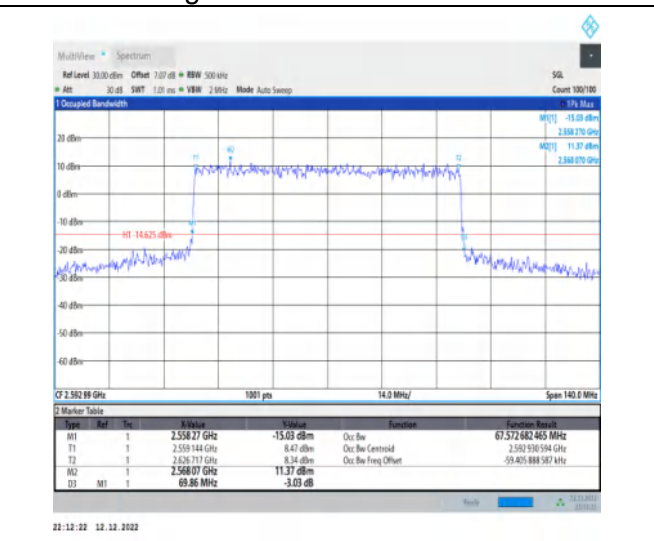 MultiView Spectrum
Ref Level 30.00 dBm Offset 7.07 dB RBW 500 kHz SGL
Att 30 dB SWT 1.01 ms VBW 2 MHz Mode Auto Sweep Count 100/100
1 Occupied Bandwidth 1Pk Max
M1[1] -15.03 dBm
2.558 270 GHz
M2[1] 11.37 dBm
2.568 070 GHz
20 dBm
T1 M2 T2
10 dBm
0 dBm
-10 dBm
H1 -14.625 dBm
-20 dBm
-30 dBm
-40 dBm
-50 dBm
-60 dBm
CF 2.592 99 GHz 1001 pts 14.0 MHz/ Span 140.0 MHz
2 Marker Table
Type Ref Trc X-Value Y-Value Function Function Result
M1 1 2.558 27 GHz -15.03 dBm Occ Bw 67.572 682 465 MHz
T1 1 2.559 144 GHz 8.47 dBm Occ Bw Centroid 2.592 930 594 GHz
T2 1 2.626 717 GHz 8.34 dBm Occ Bw Freq Offset -59.405 888 587 kHz
M2 1 2.568 07 GHz 11.37 dBm
D3 M1 1 69.86 MHz -3.03 dB
Ready
22:12:22 12.12.2022